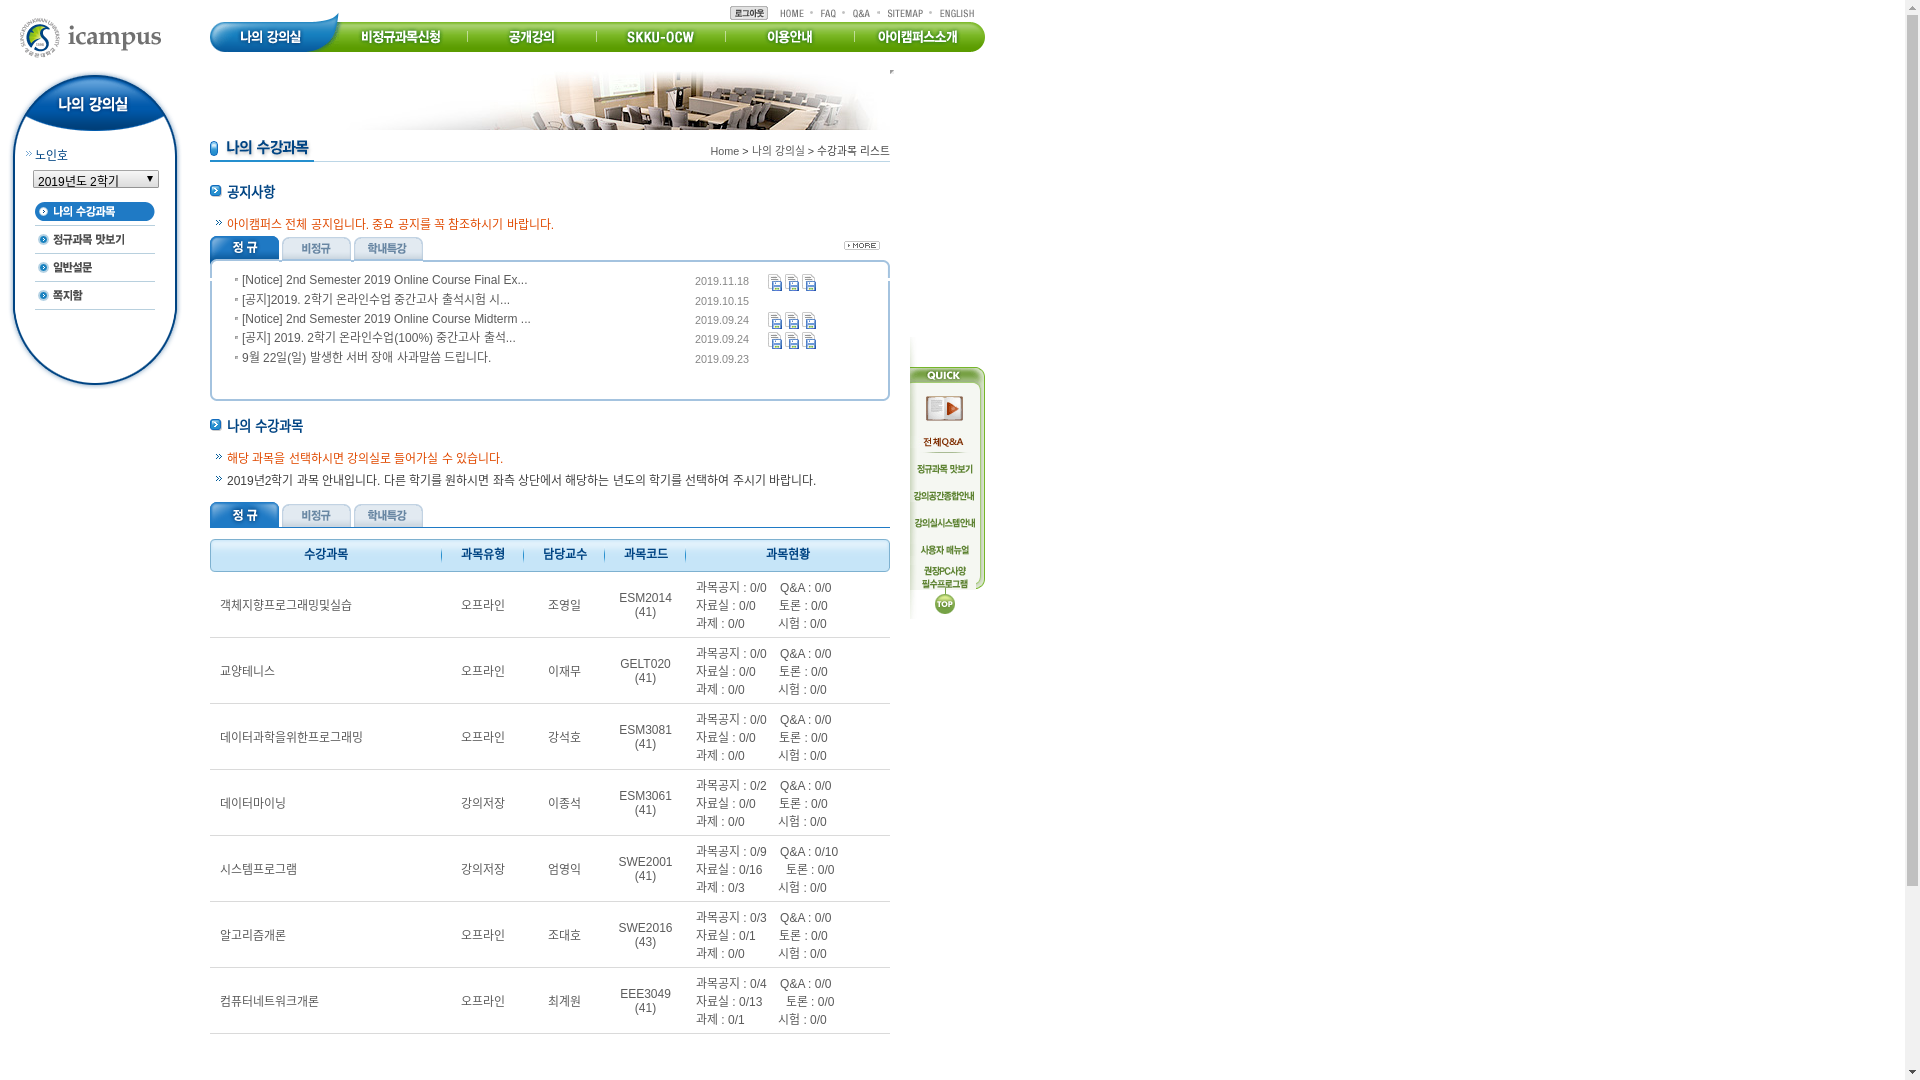 로그아웃 HOME FAQ Q&A SITEMAP ENGLISH
icampus
나의 강의실 비정규과목신청 공개강의 SKKU-OCW 이용안내 아이캠퍼스소개
나의 강의실
노인호
2019년도 2학기
나의 수강과목
정규과목 맛보기
일반설문
쪽지함
나의 수강과목
Home > 나의 강의실 > 수강과목 리스트
공지사항
아이캠퍼스 전체 공지입니다. 중요 공지를 꼭 참조하시기 바랍니다.
정 규 비정규 학내특강 MORE
[Notice] 2nd Semester 2019 Online Course Final Ex... 2019.11.18
[공지]2019. 2학기 온라인수업 중간고사 출석시험 시... 2019.10.15
[Notice] 2nd Semester 2019 Online Course Midterm ... 2019.09.24
[공지] 2019. 2학기 온라인수업(100%) 중간고사 출석... 2019.09.24
9월 22일(일) 발생한 서버 장애 사과말씀 드립니다. 2019.09.23
나의 수강과목
해당 과목을 선택하시면 강의실로 들어가실 수 있습니다.
2019년2학기 과목 안내입니다. 다른 학기를 원하시면 좌측 상단에서 해당하는 년도의 학기를 선택하여 주시기 바랍니다.
정 규 비정규 학내특강
수강과목 과목유형 담당교수 과목코드 과목현황
객체지향프로그래밍및실습 오프라인 조영일 ESM2014
(41)
과목공지 : 0/0 Q&A : 0/0
자료실 : 0/0 토론 : 0/0
과제 : 0/0 시험 : 0/0
교양테니스 오프라인 이재무 GELT020
(41)
과목공지 : 0/0 Q&A : 0/0
자료실 : 0/0 토론 : 0/0
과제 : 0/0 시험 : 0/0
데이터과학을위한프로그래밍 오프라인 강석호 ESM3081
(41)
과목공지 : 0/0 Q&A : 0/0
자료실 : 0/0 토론 : 0/0
과제 : 0/0 시험 : 0/0
데이터마이닝 강의저장 이종석 ESM3061
(41)
과목공지 : 0/2 Q&A : 0/0
자료실 : 0/0 토론 : 0/0
과제 : 0/0 시험 : 0/0
시스템프로그램 강의저장 엄영익 SWE2001
(41)
과목공지 : 0/9 Q&A : 0/10
자료실 : 0/16 토론 : 0/0
과제 : 0/3 시험 : 0/0
알고리즘개론 오프라인 조대호 SWE2016
(43)
과목공지 : 0/3 Q&A : 0/0
자료실 : 0/1 토론 : 0/0
과제 : 0/0 시험 : 0/0
컴퓨터네트워크개론 오프라인 최계원 EEE3049
(41)
과목공지 : 0/4 Q&A : 0/0
자료실 : 0/13 토론 : 0/0
과제 : 0/1 시험 : 0/0
QUICK
전체Q&A
정규과목 맛보기
강의공간종합안내
강의실시스템안내
사용자 매뉴얼
권장PC사양
필수프로그램
TOP